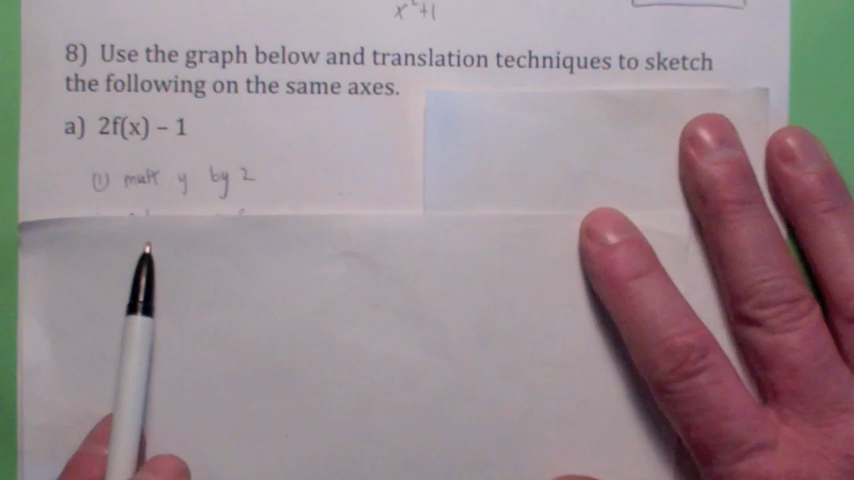 x²+1
8) Use the graph below and translation techniques to sketch
the following on the same axes.
a) 2f(x) – 1
(1) mult y by 2